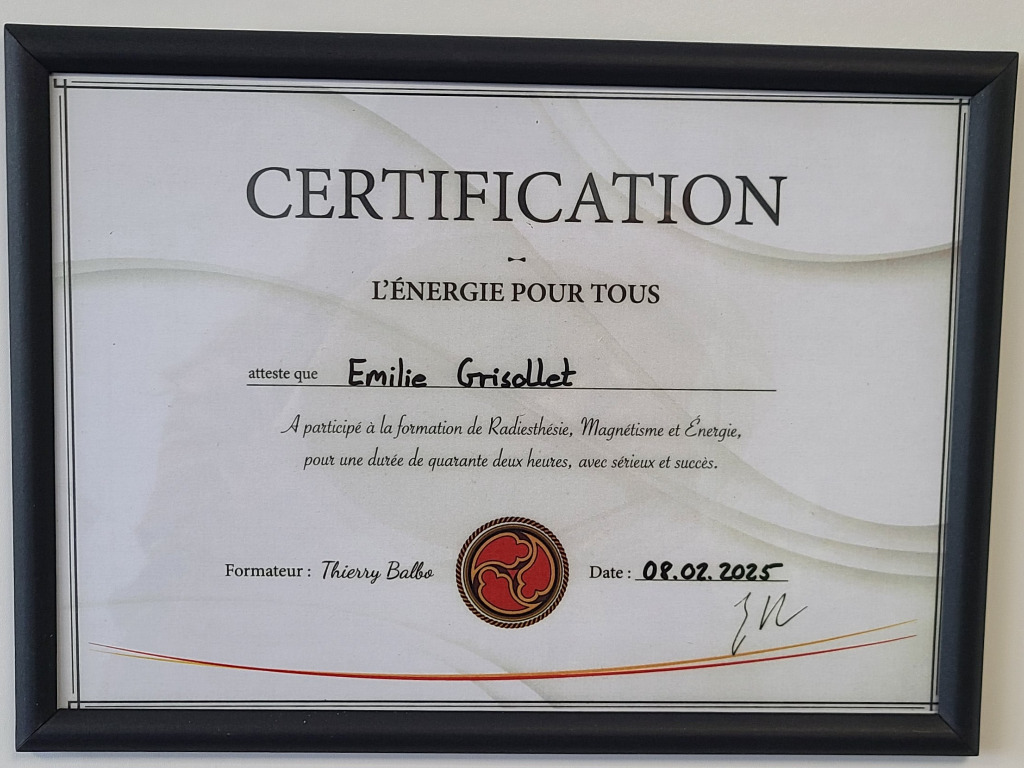 CERTIFICATION
L'ÉNERGIE POUR TOUS
atteste que Emilie Grisollet
A participé à la formation de Radiesthésie, Magnétisme et Énergie,
pour une durée de quarante deux heures, avec sérieux et succès.
Formateur : Thierry Balbo
Date : 08.02.2025